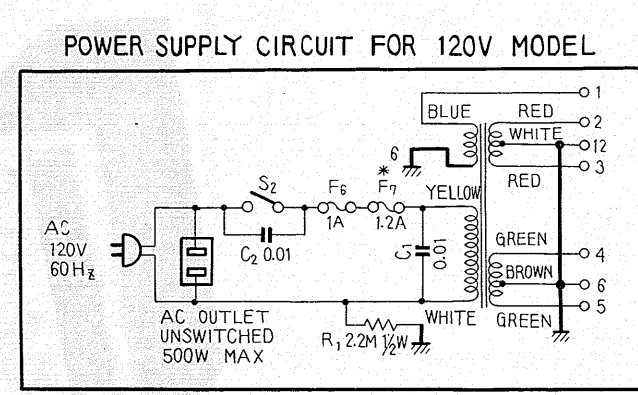 POWER SUPPLY CIRCUIT FOR 120V MODEL
1
BLUE
RED
2
WHITE
12
6
3
RED
S2
F6
*
F7
YELLOW
1A
1.2A
AC
120V
60Hz
C2 0.01
C1
0.01
GREEN
4
BROWN
6
5
GREEN
WHITE
AC OUTLET
UNSWITCHED
500W MAX
R1 2.2M 1/2W